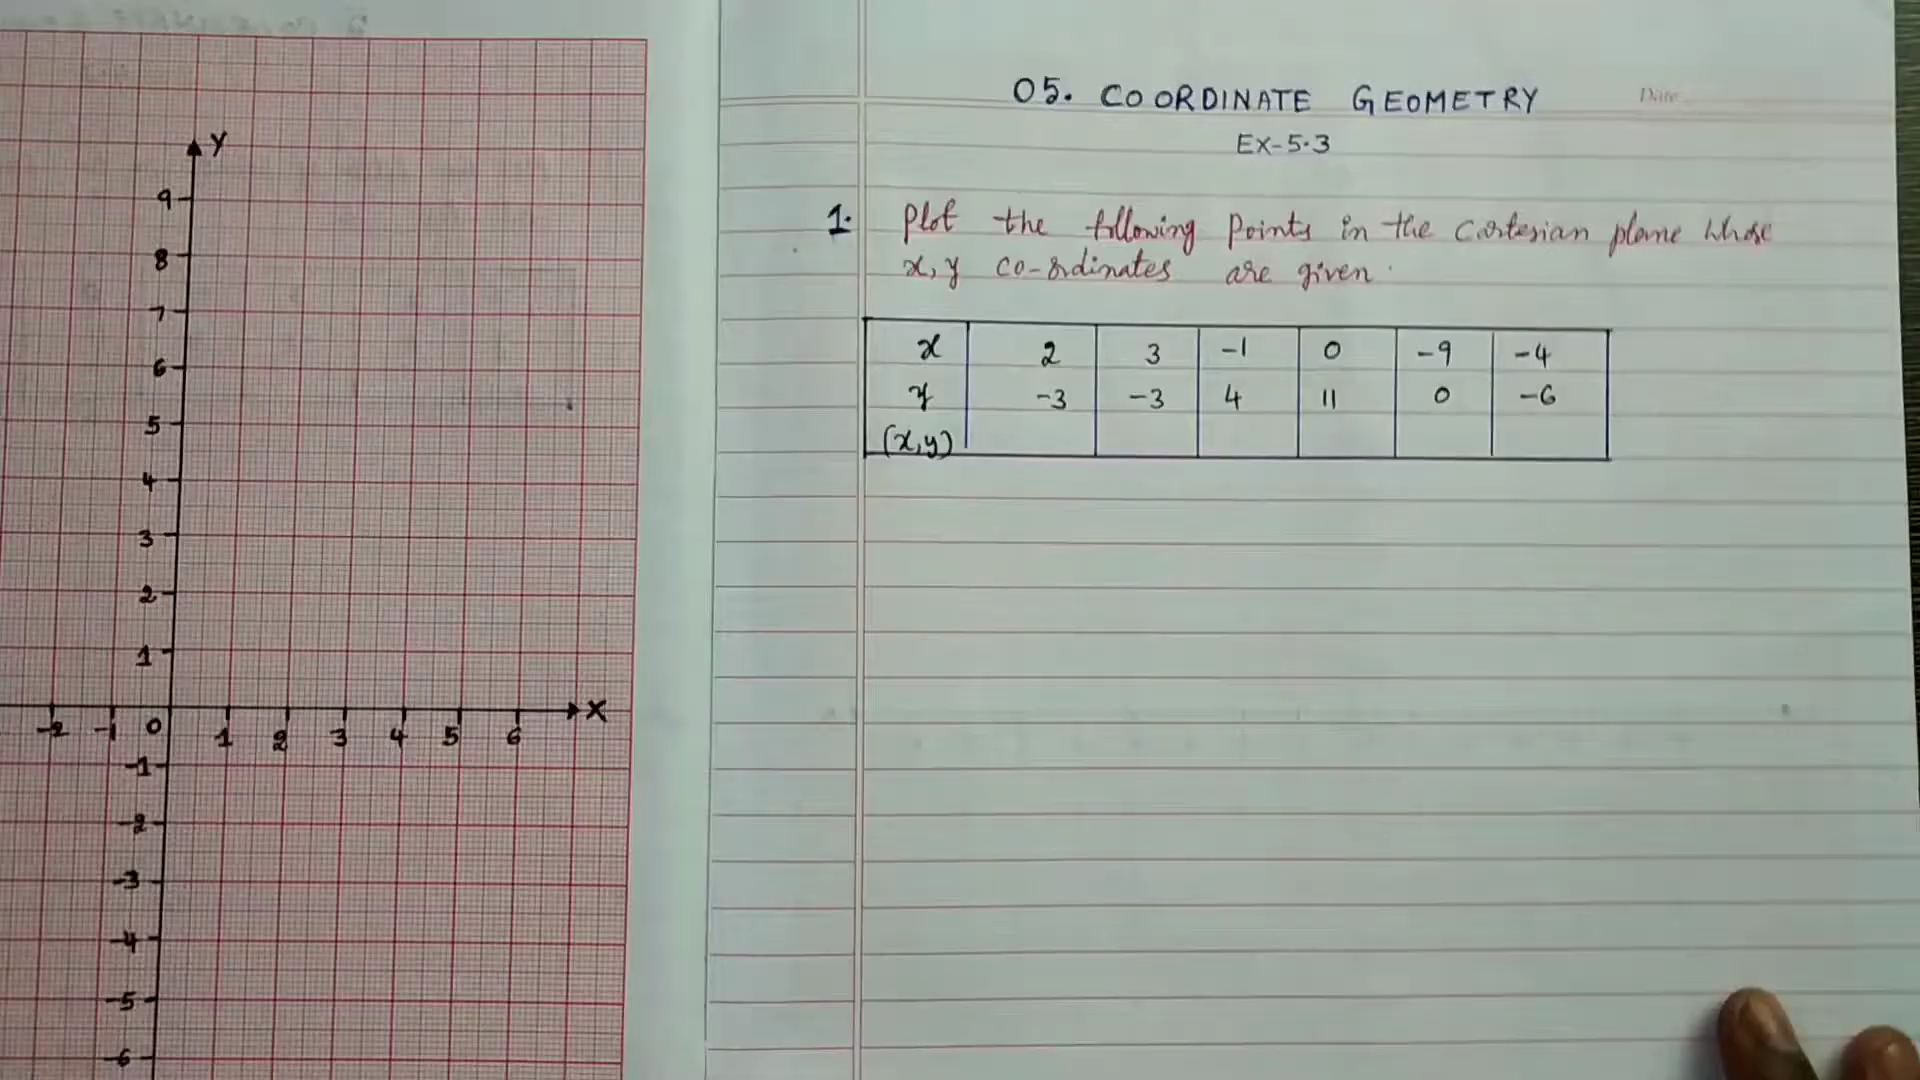 Y
9
8
7
6
5
4
3
2
1
-2 -1 0 1 2 3 4 5 6 X
-1
-2
-3
-4
-5
-6
05. COORDINATE GEOMETRY
Date
EX-5.3
1. Plot the following Points in the Cartesian plane whose
x, y co-ordinates are given.
x 2 3 -1 0 -9 -4
y -3 -3 4 11 0 -6
(x,y)